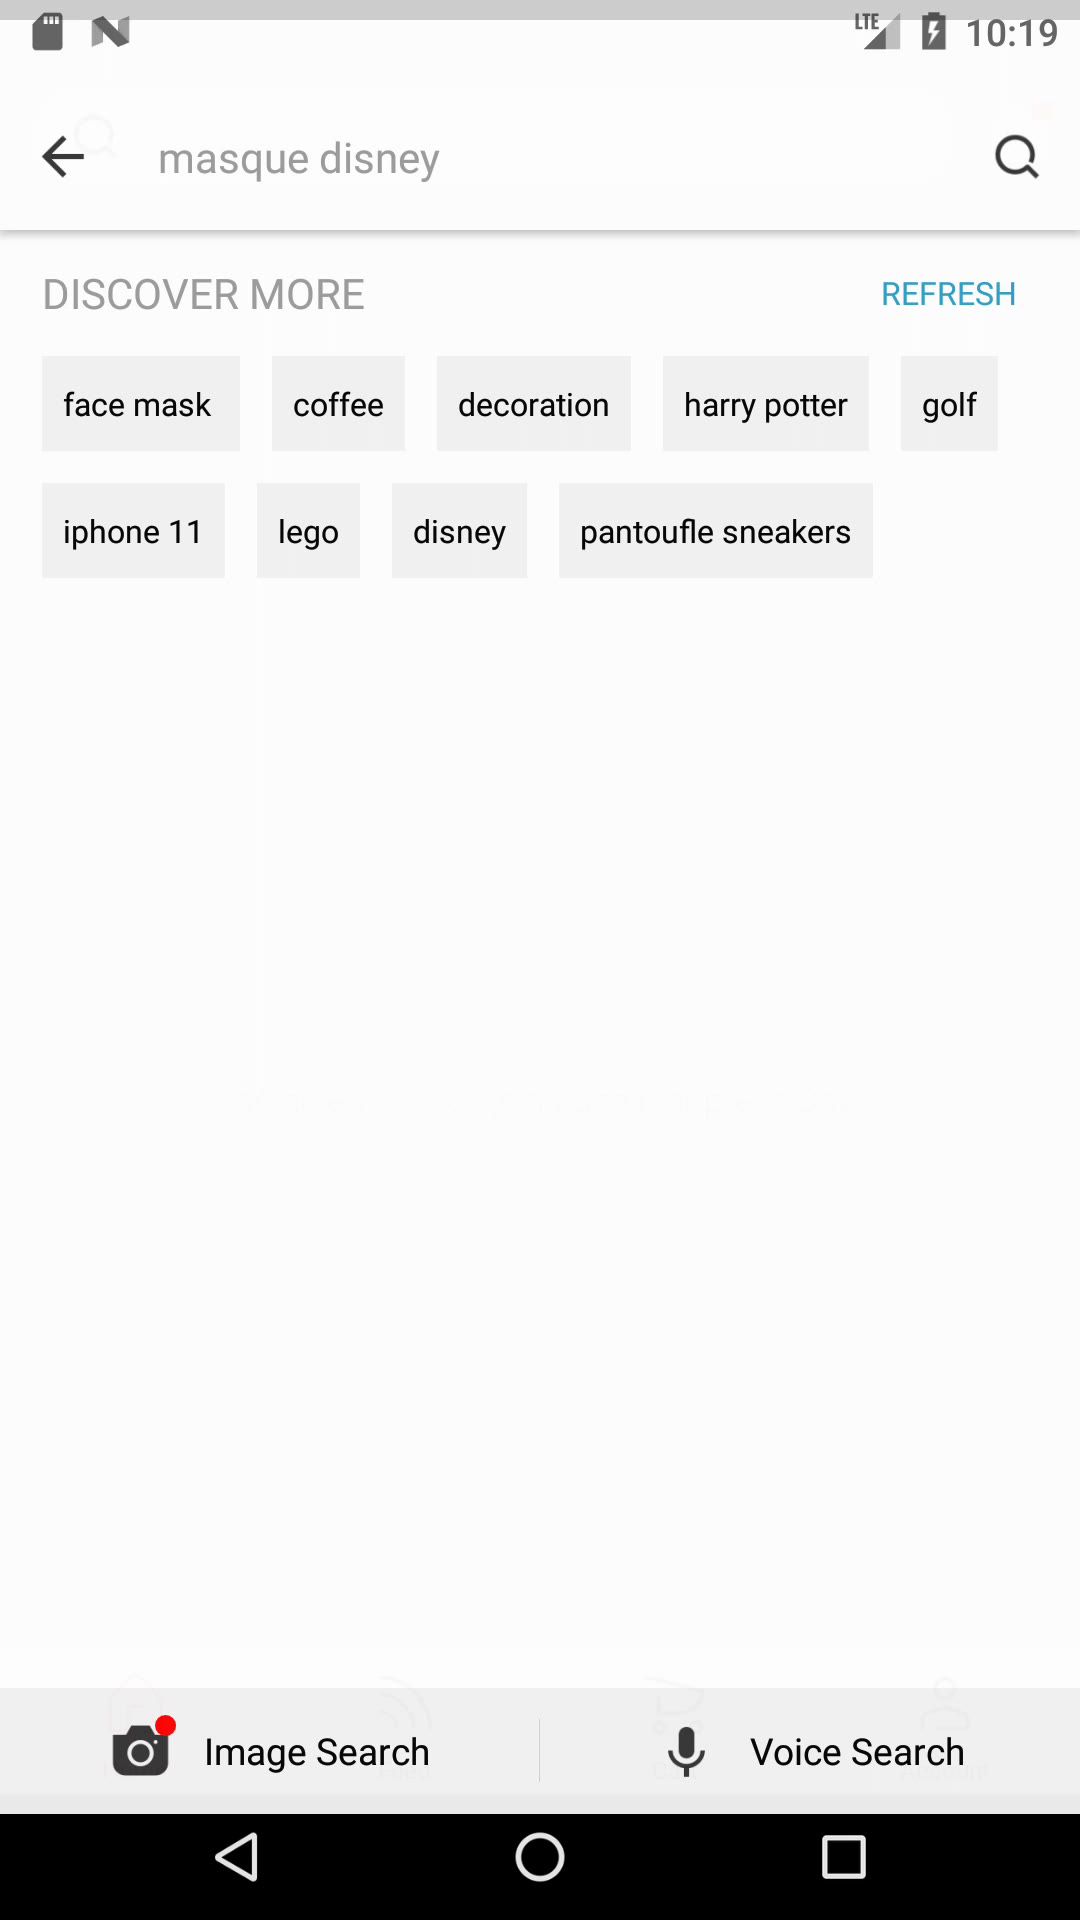 LTE 10:19
masque disney
DISCOVER MORE REFRESH
face mask coffee decoration harry potter golf
iphone 11 lego disney pantoufle sneakers
Image Search Voice Search